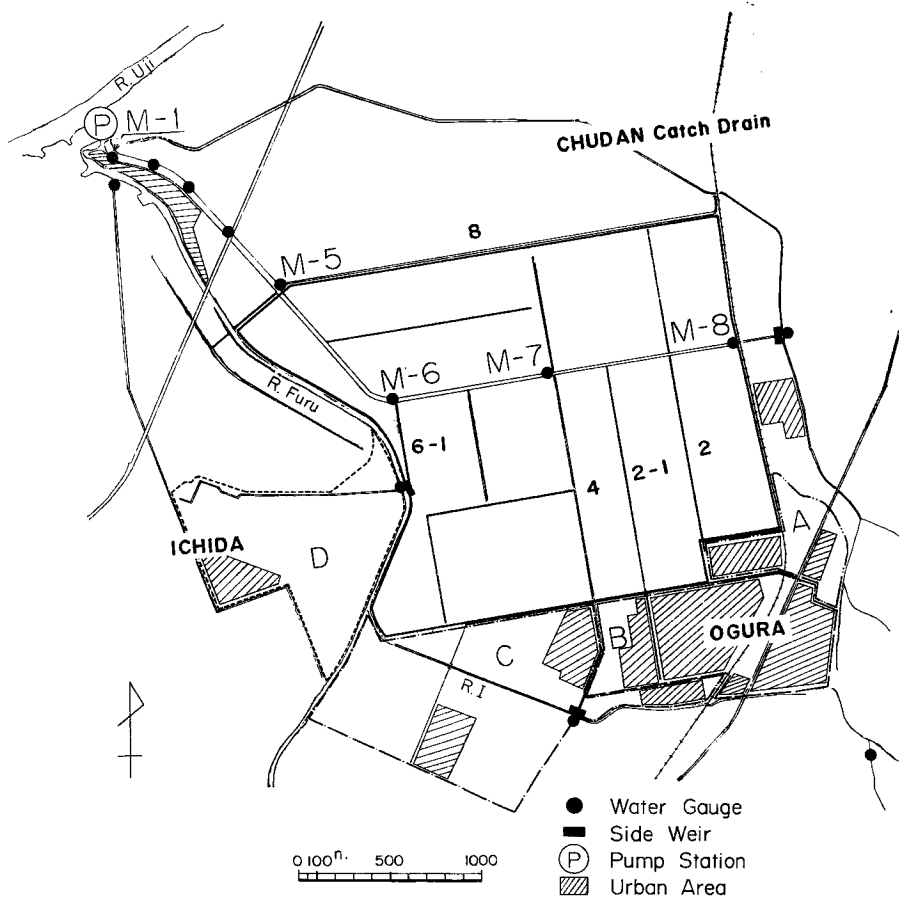 R. Uji
P
M-1
CHUDAN Catch Drain
8
M-5
M-8
M-7
M-6
R. Furu
6-1
4
2-1
2
A
ICHIDA
D
B
OGURA
C
R.I
Water Gauge
Side Weir
P Pump Station
Urban Area
0 100 m. 500 1000